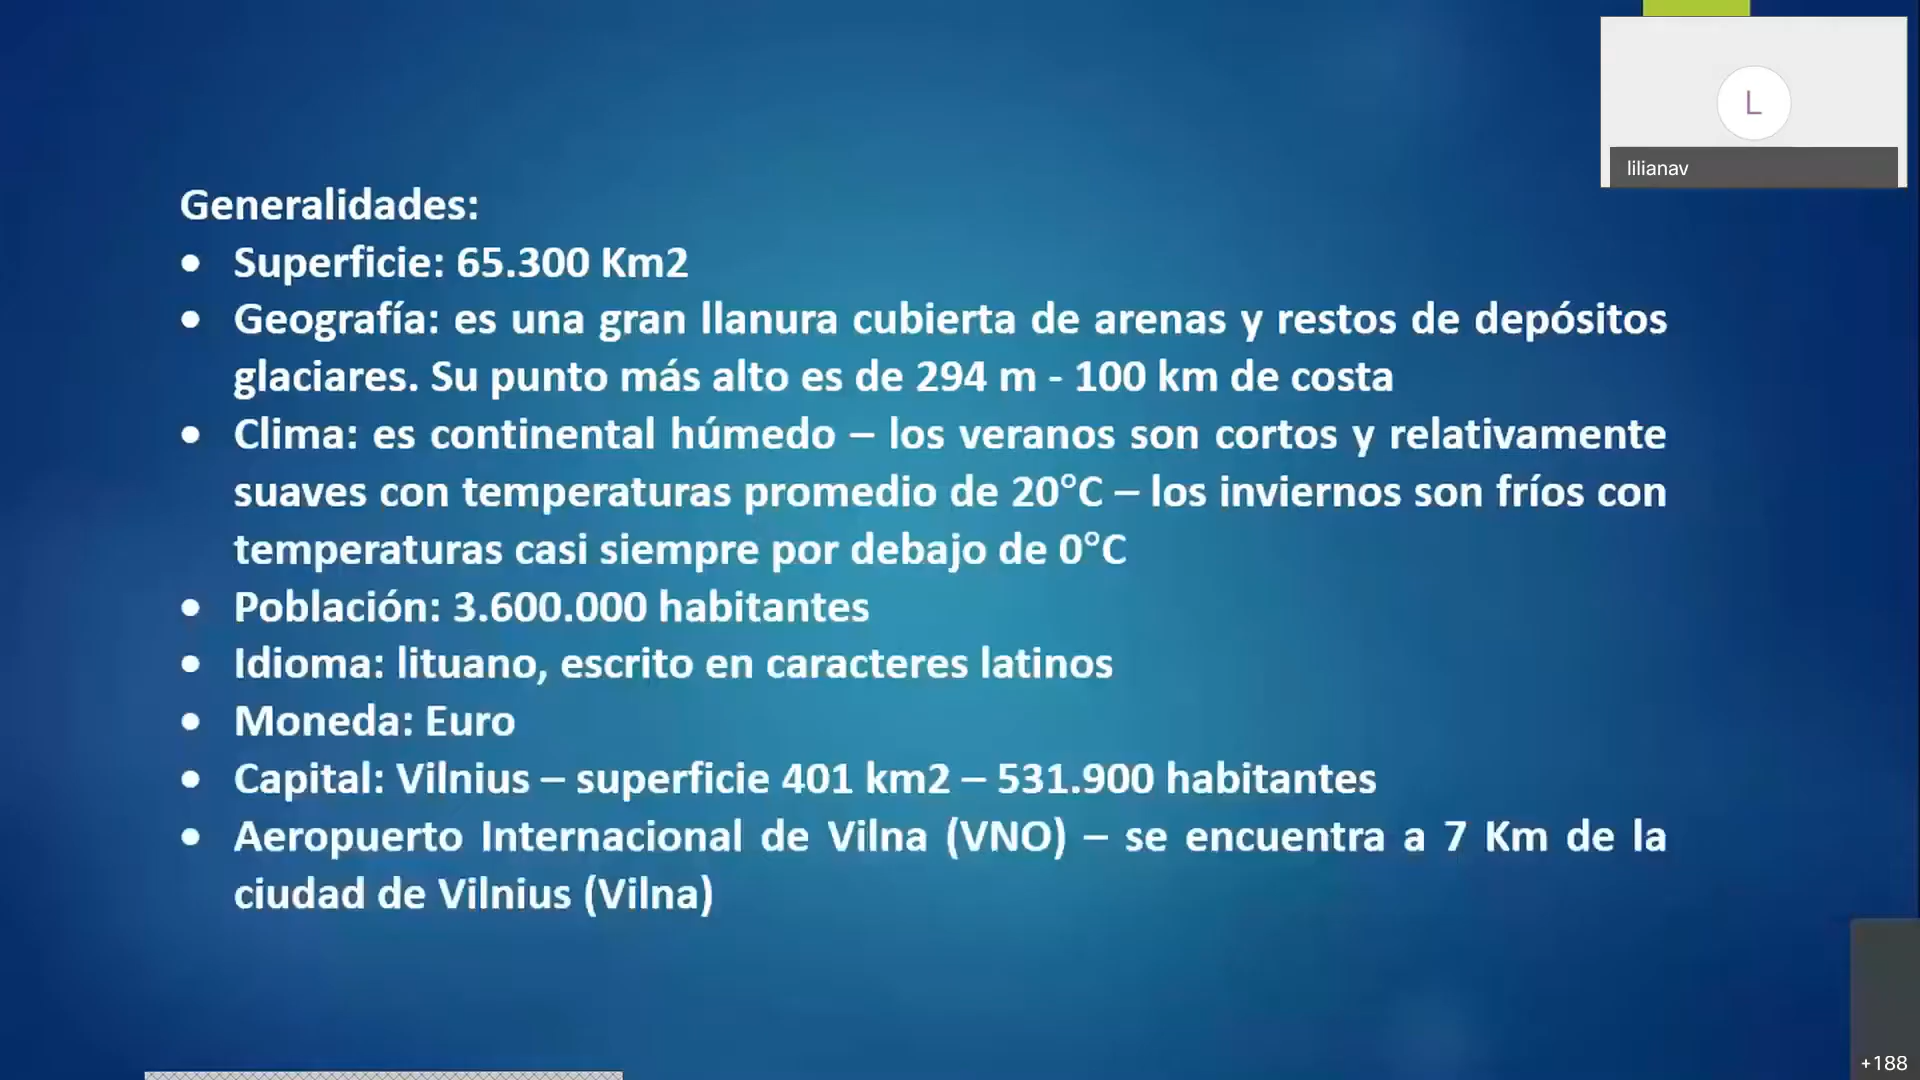 L
lilianav
Generalidades:
• Superficie: 65.300 Km2
• Geografía: es una gran llanura cubierta de arenas y restos de depósitos
glaciares. Su punto más alto es de 294 m - 100 km de costa
• Clima: es continental húmedo – los veranos son cortos y relativamente
suaves con temperaturas promedio de 20°C – los inviernos son fríos con
temperaturas casi siempre por debajo de 0°C
• Población: 3.600.000 habitantes
• Idioma: lituano, escrito en caracteres latinos
• Moneda: Euro
• Capital: Vilnius – superficie 401 km2 – 531.900 habitantes
• Aeropuerto Internacional de Vilna (VNO) – se encuentra a 7 Km de la
ciudad de Vilnius (Vilna)
+188